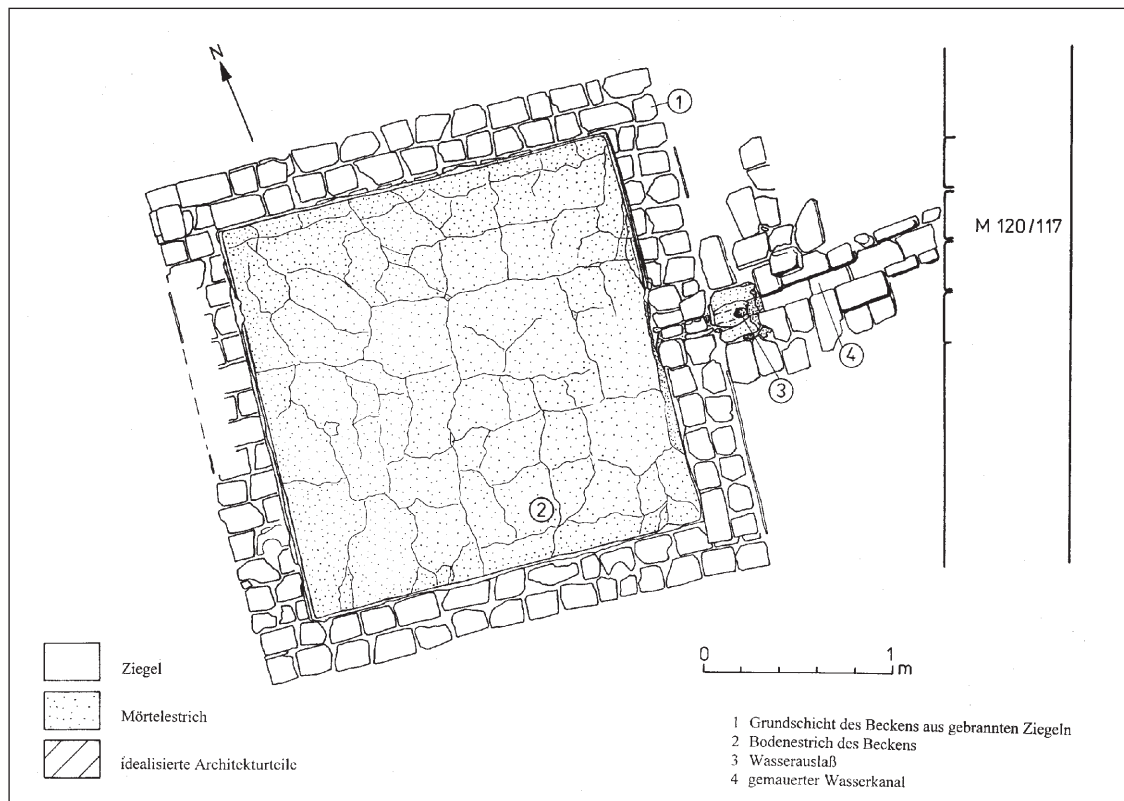 N
1
M 120/117
4
3
2
0 1
m
Ziegel
Mörtelestrich
idealisierte Architekturteile
1 Grundschicht des Beckens aus gebrannten Ziegeln
2 Bodenestrich des Beckens
3 Wasserauslaß
4 gemauerter Wasserkanal